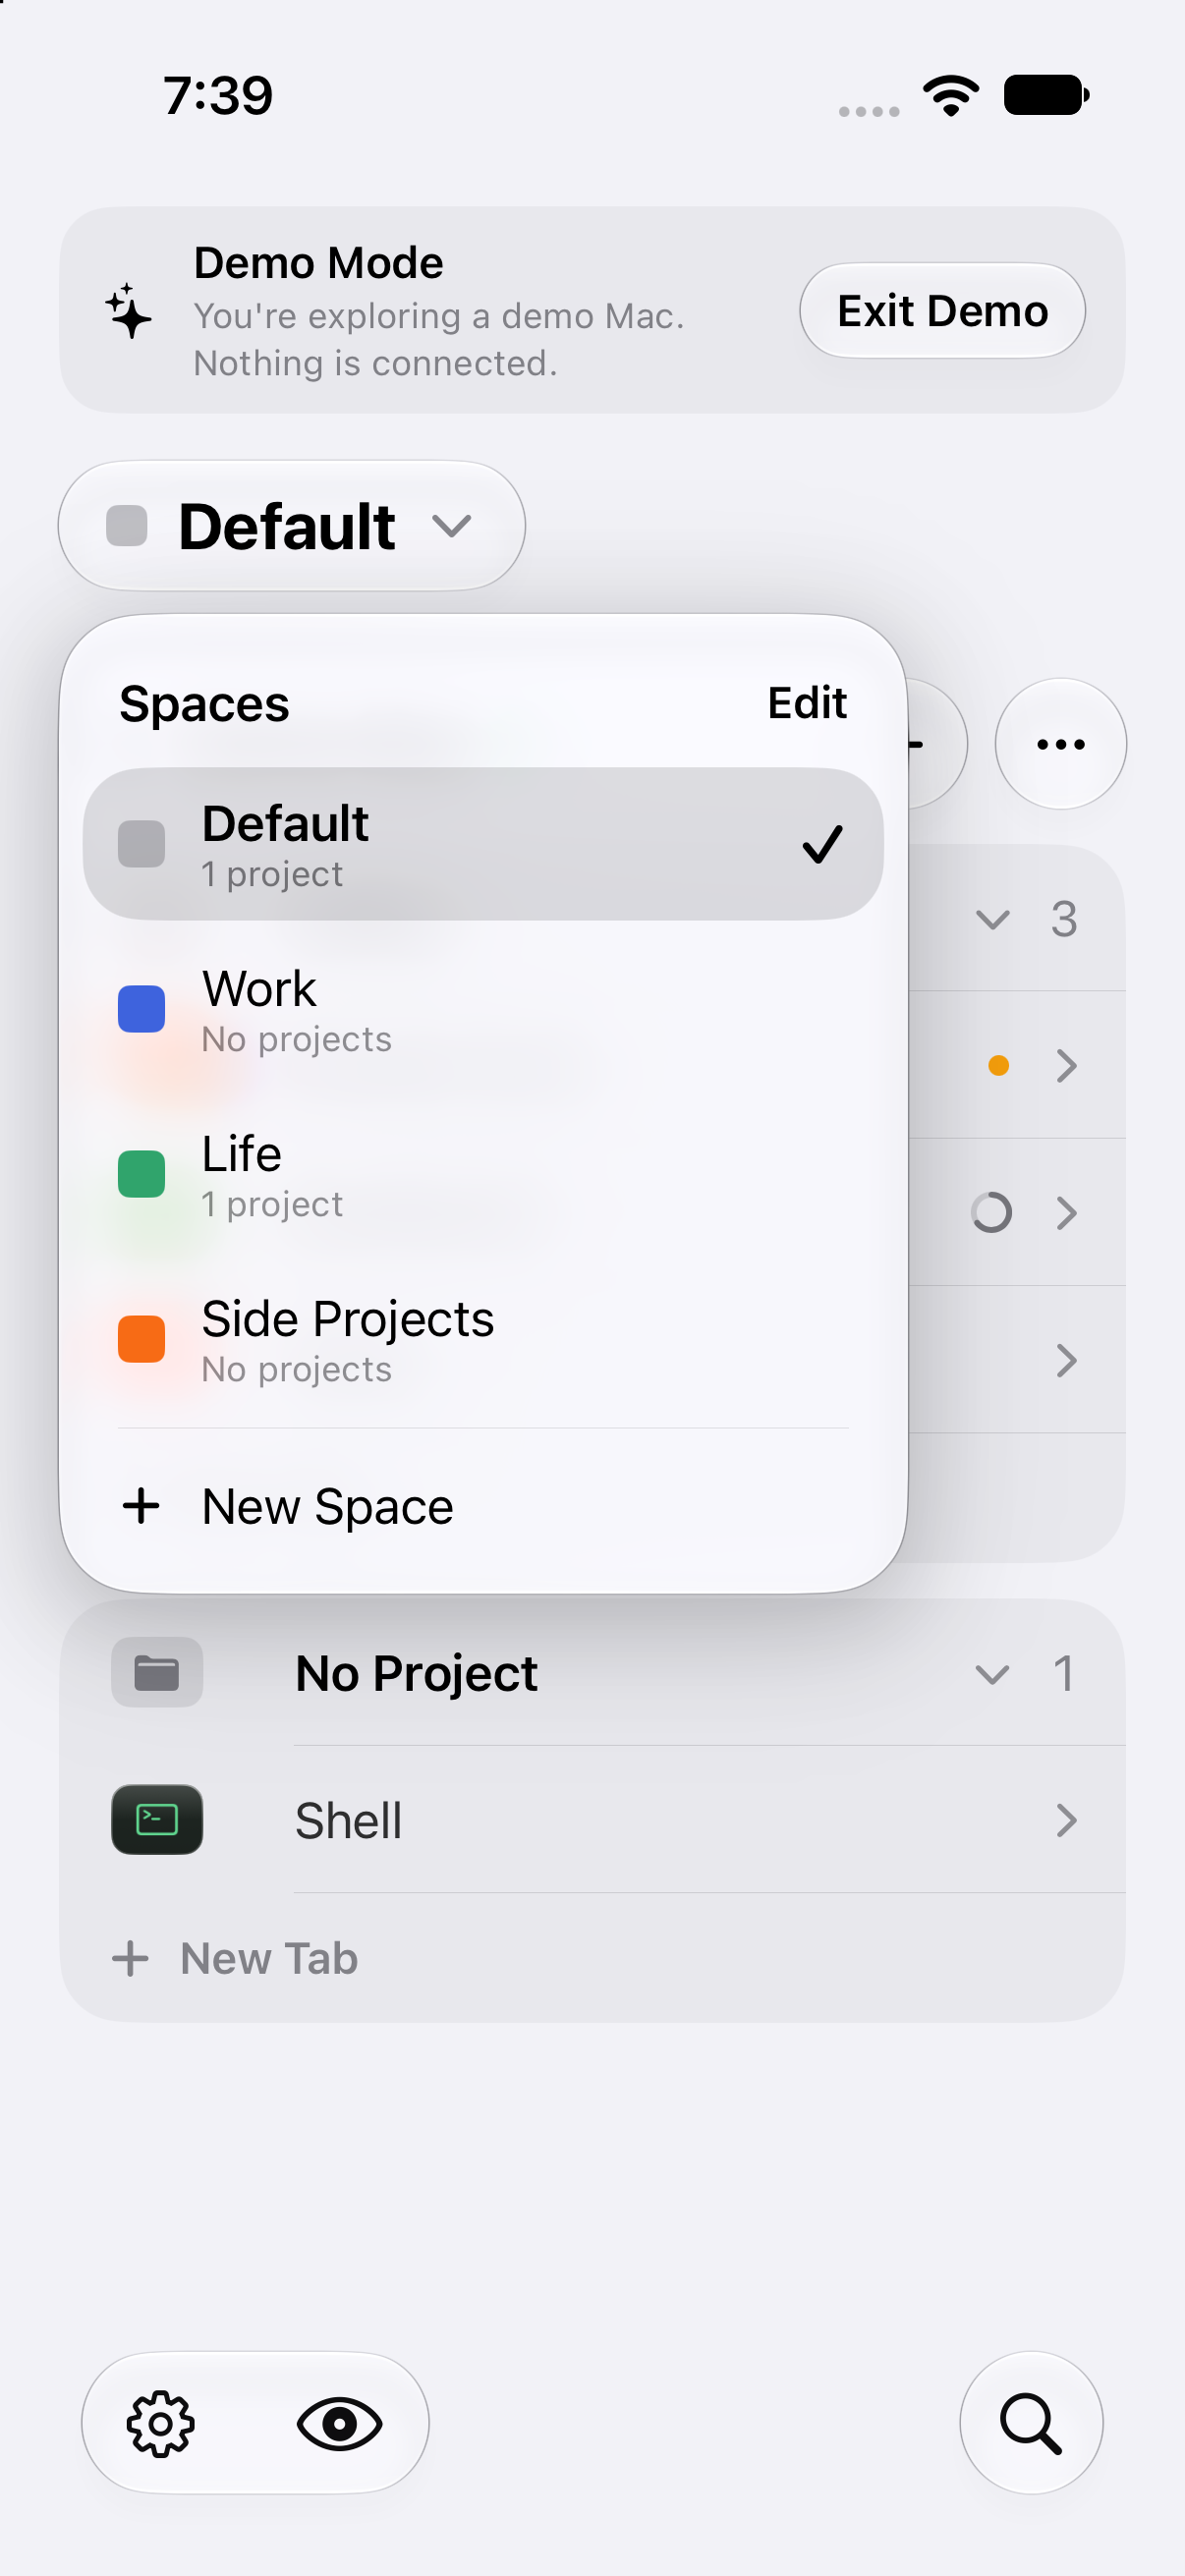 7:39
Demo Mode
You're exploring a demo Mac.
Nothing is connected.
Exit Demo
Default
Spaces
Edit
Default
1 project
3
Work
No projects
Life
1 project
Side Projects
No projects
New Space
No Project
1
Shell
New Tab